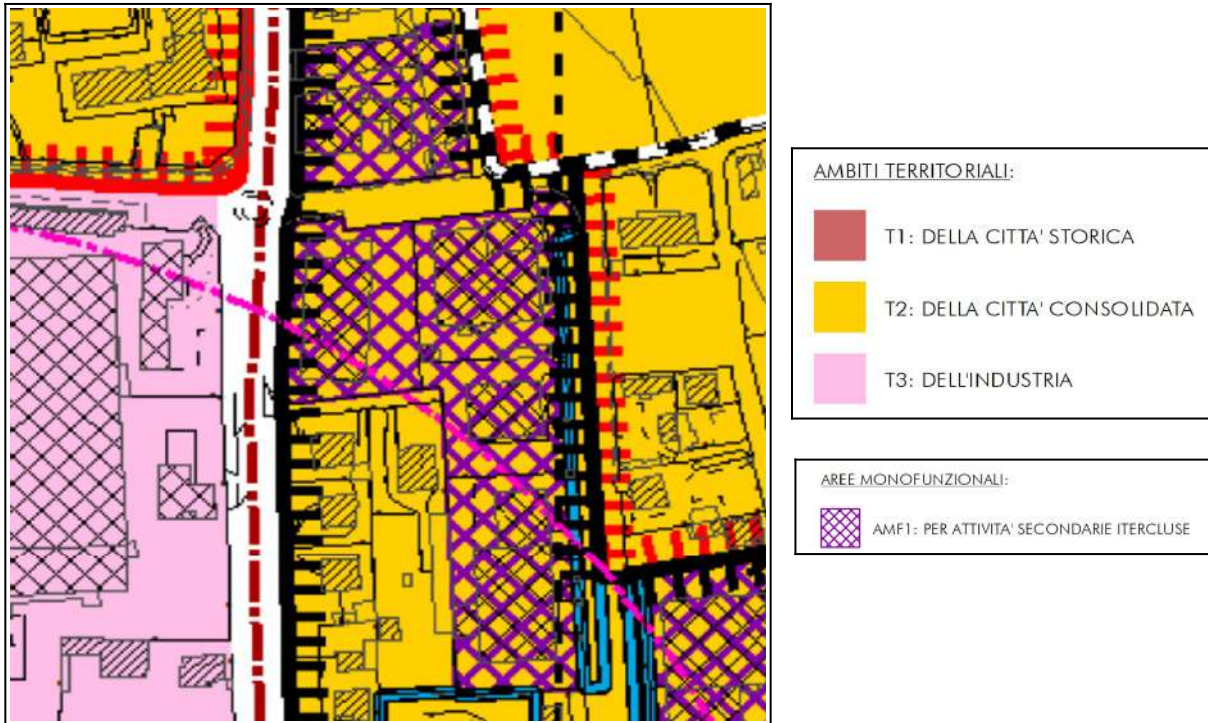 AMBITI TERRITORIALI:
T1: DELLA CITTA' STORICA
T2: DELLA CITTA' CONSOLIDATA
T3: DELL'INDUSTRIA
AREE MONOFUNZIONALI:
AMF1: PER ATTIVITA' SECONDARIE ITERCLUSE